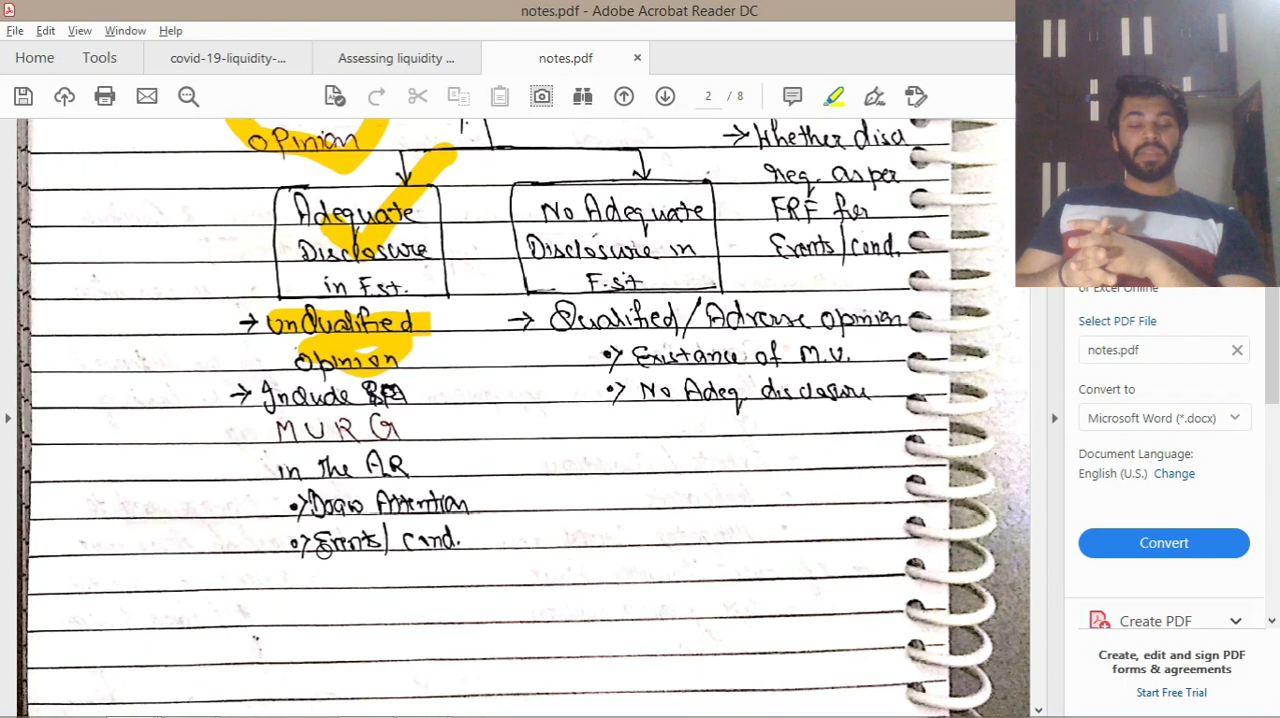 notes.pdf - Adobe Acrobat Reader DC
File Edit View Window Help
Home Tools covid-19-liquidity-... Assessing liquidity ... notes.pdf ×
2 / 8
opinion
Adequate
Disclosure
in F.st.
→ UnQualified
opinion
→ Include
M U R G
in the AR
•> Draw Attention
•> Events/ cond.
No Adequate
Disclosure in
F.st
→ Qualified/Adverse opinion
•> Existance of M.U.
•> No Adeq. disclosure
→ Whether discl
req. as per
FRF for
Events/cond.
or Excel Online
Select PDF File
notes.pdf
Convert to
Microsoft Word (*.docx)
Document Language:
English (U.S.) Change
Convert
Create PDF
Create, edit and sign PDF
forms & agreements
Start Free Trial